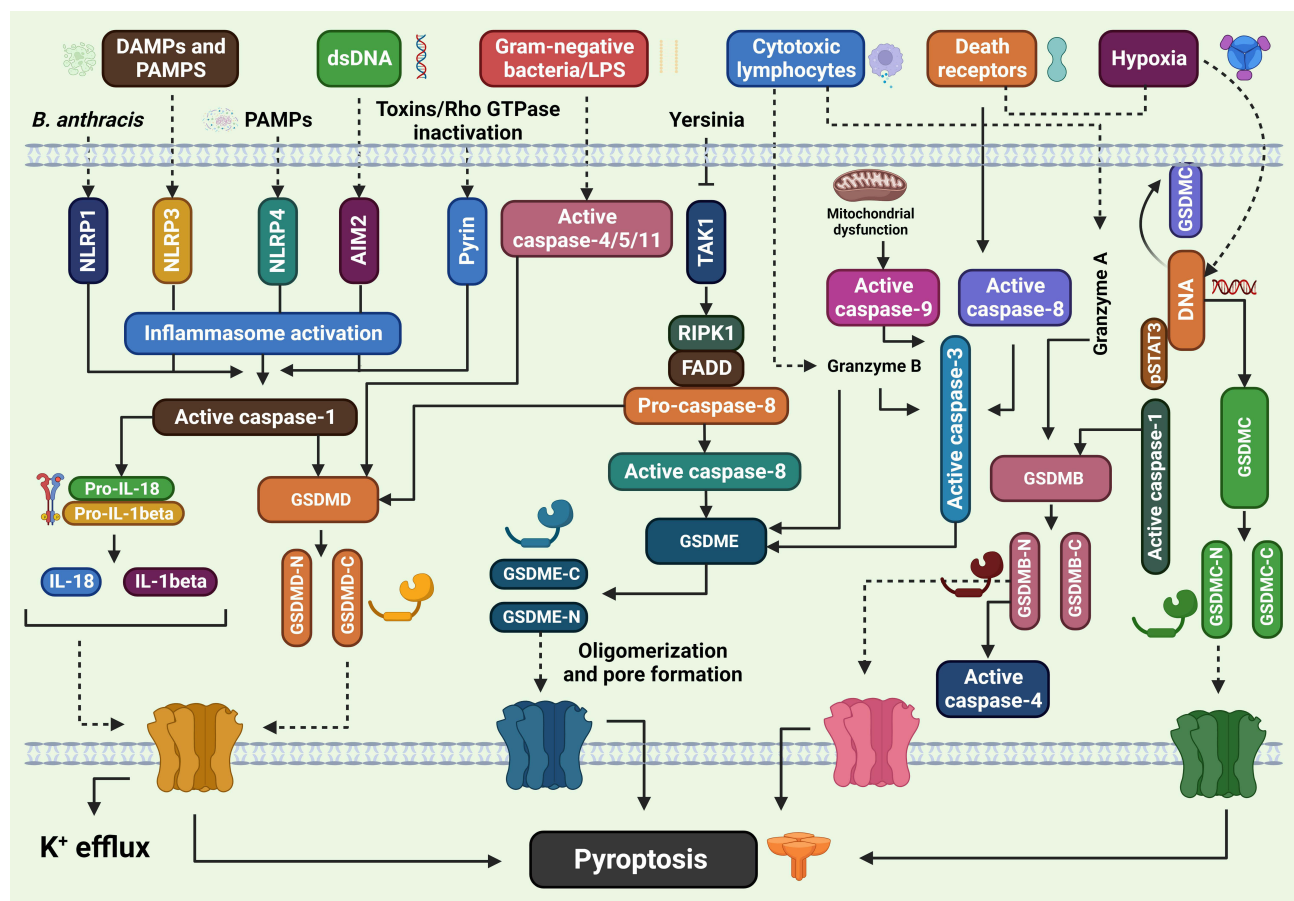 DAMPs and
PAMPS
dsDNA
Gram-negative
bacteria/LPS
Cytotoxic
lymphocytes
Death
receptors
Hypoxia
B. anthracis
PAMPs
Toxins/Rho GTPase
inactivation
Yersinia
NLRP1
NLRP3
NLRP4
AIM2
Pyrin
Active
caspase-4/5/11
TAK1
Mitochondrial
dysfunction
GSDMC
Active
caspase-9
Active
caspase-8
Granzyme A
DNA
Inflammasome activation
RIPK1
FADD
Granzyme B
Active caspase-3
pSTAT3
Active caspase-1
Pro-caspase-8
Active caspase-1
GSDMC
Active caspase-8
GSDMB
Pro-IL-18
Pro-IL-1beta
GSDMD
GSDME
IL-18
IL-1beta
GSDMD-N
GSDMD-C
GSDME-C
GSDME-N
GSDMB-N
GSDMB-C
GSDMC-N
GSDMC-C
Oligomerization
and pore formation
Active
caspase-4
K⁺ efflux
Pyroptosis